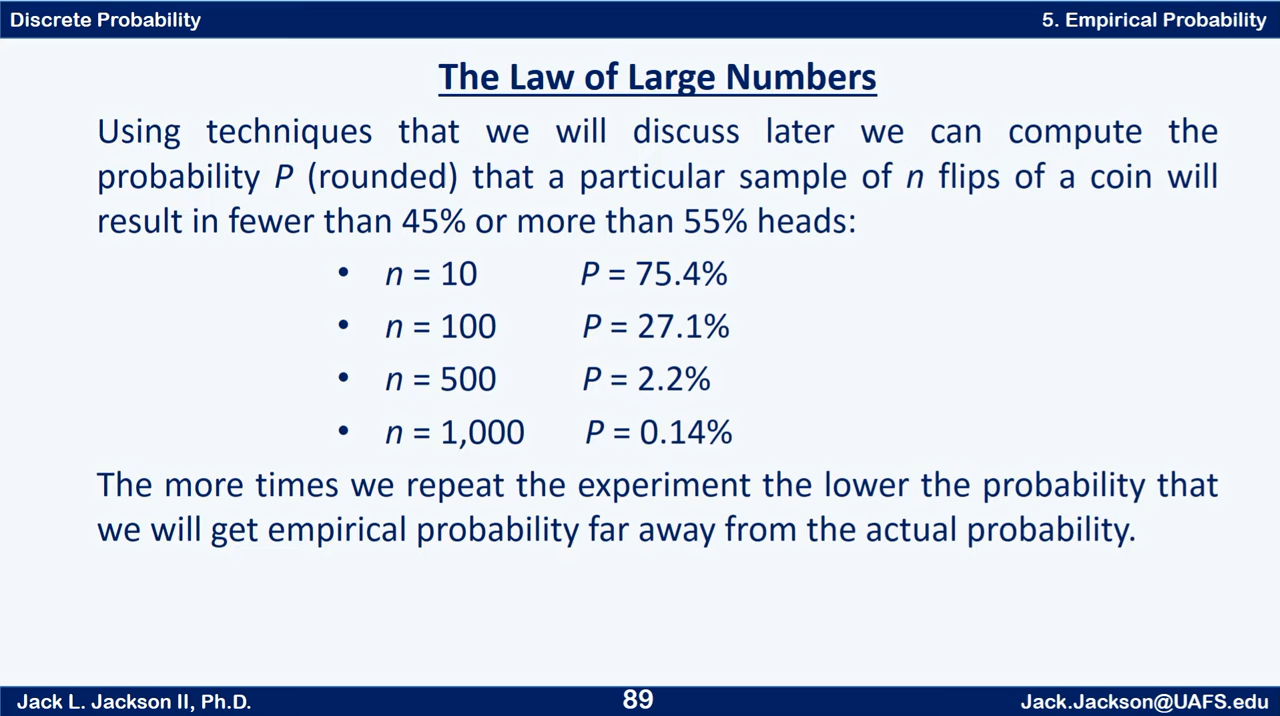 Discrete Probability
5. Empirical Probability
The Law of Large Numbers
Using techniques that we will discuss later we can compute the
probability P (rounded) that a particular sample of n flips of a coin will
result in fewer than 45% or more than 55% heads:
• n = 10 P = 75.4%
• n = 100 P = 27.1%
• n = 500 P = 2.2%
• n = 1,000 P = 0.14%
The more times we repeat the experiment the lower the probability that
we will get empirical probability far away from the actual probability.
Jack L. Jackson II, Ph.D.
89
Jack.Jackson@UAFS.edu